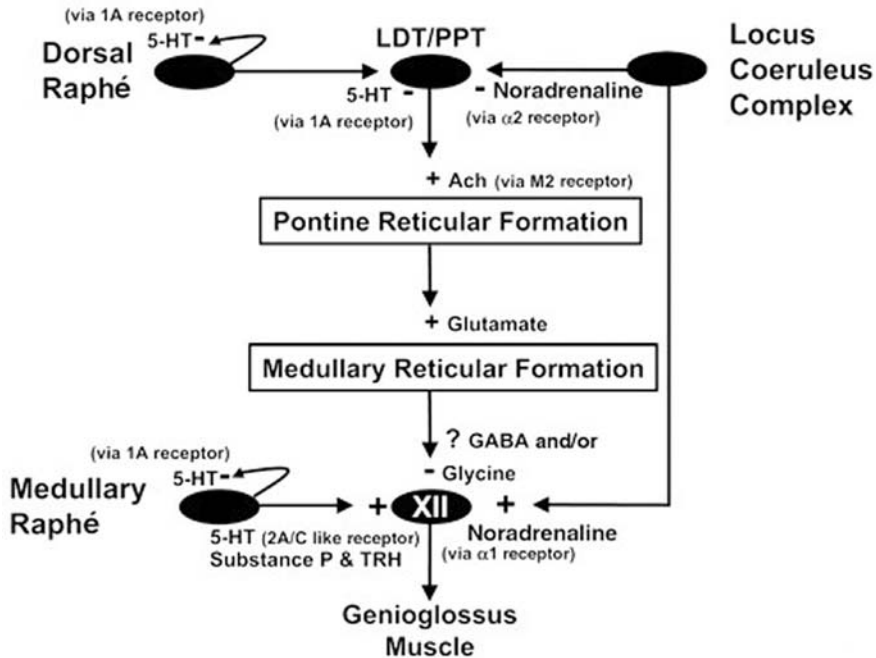 (via 1A receptor)
5-HT-
Dorsal
Raphé
LDT/PPT
Locus
Coeruleus
Complex
5-HT -
(via 1A receptor)
- Noradrenaline
(via α2 receptor)
+ Ach (via M2 receptor)
Pontine Reticular Formation
+ Glutamate
Medullary Reticular Formation
? GABA and/or
- Glycine
(via 1A receptor)
5-HT-
Medullary
Raphé
+
XII
+
5-HT (2A/C like receptor)
Substance P & TRH
Noradrenaline
(via α1 receptor)
Genioglossus
Muscle